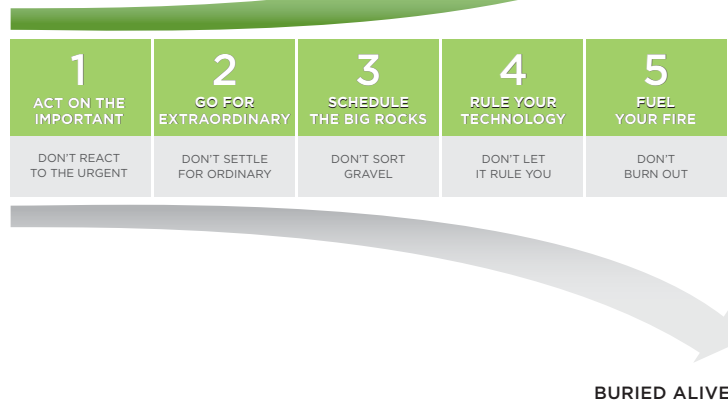 1
ACT ON THE
IMPORTANT
DON'T REACT
TO THE URGENT
2
GO FOR
EXTRAORDINARY
DON'T SETTLE
FOR ORDINARY
3
SCHEDULE
THE BIG ROCKS
DON'T SORT
GRAVEL
4
RULE YOUR
TECHNOLOGY
DON'T LET
IT RULE YOU
5
FUEL
YOUR FIRE
DON'T
BURN OUT
BURIED ALIVE